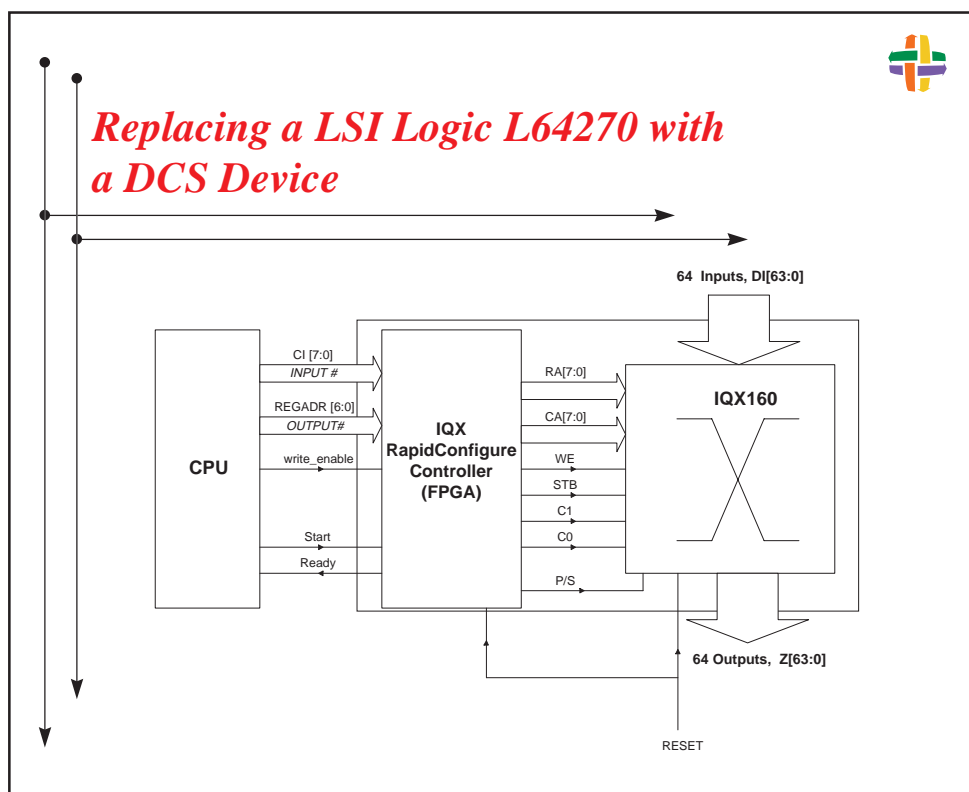 Replacing a LSI Logic L64270 with
a DCS Device
64 Inputs, DI[63:0]
CI [7:0]
INPUT #
REGADR [6:0]
OUTPUT#
CPU
write_enable
Start
Ready
IQX
RapidConfigure
Controller
(FPGA)
RA[7:0]
CA[7:0]
WE
STB
C1
C0
P/S
IQX160
64 Outputs, Z[63:0]
RESET